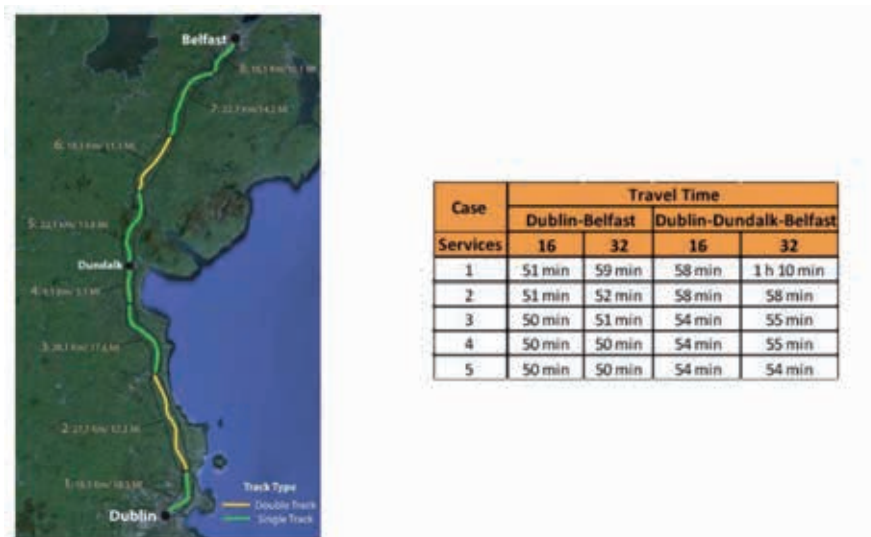 Belfast
Dundalk
Dublin
Track Type
Double Track
Single Track
Case Travel Time
Dublin-Belfast Dublin-Dundalk-Belfast
Services 16 32 16 32
1 51 min 59 min 58 min 1 h 10 min
2 51 min 52 min 58 min 58 min
3 50 min 51 min 54 min 55 min
4 50 min 50 min 54 min 55 min
5 50 min 50 min 54 min 54 min